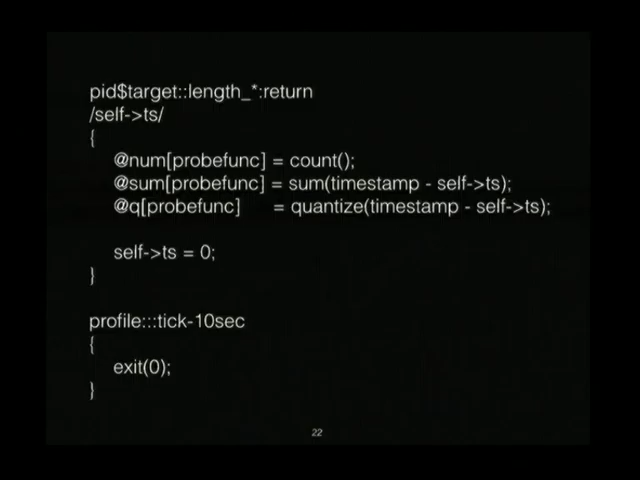 pid$target::length_*:return
/self->ts/
{
@num[probefunc] = count();
@sum[probefunc] = sum(timestamp - self->ts);
@q[probefunc] = quantize(timestamp - self->ts);
self->ts = 0;
}
profile:::tick-10sec
{
exit(0);
}
22